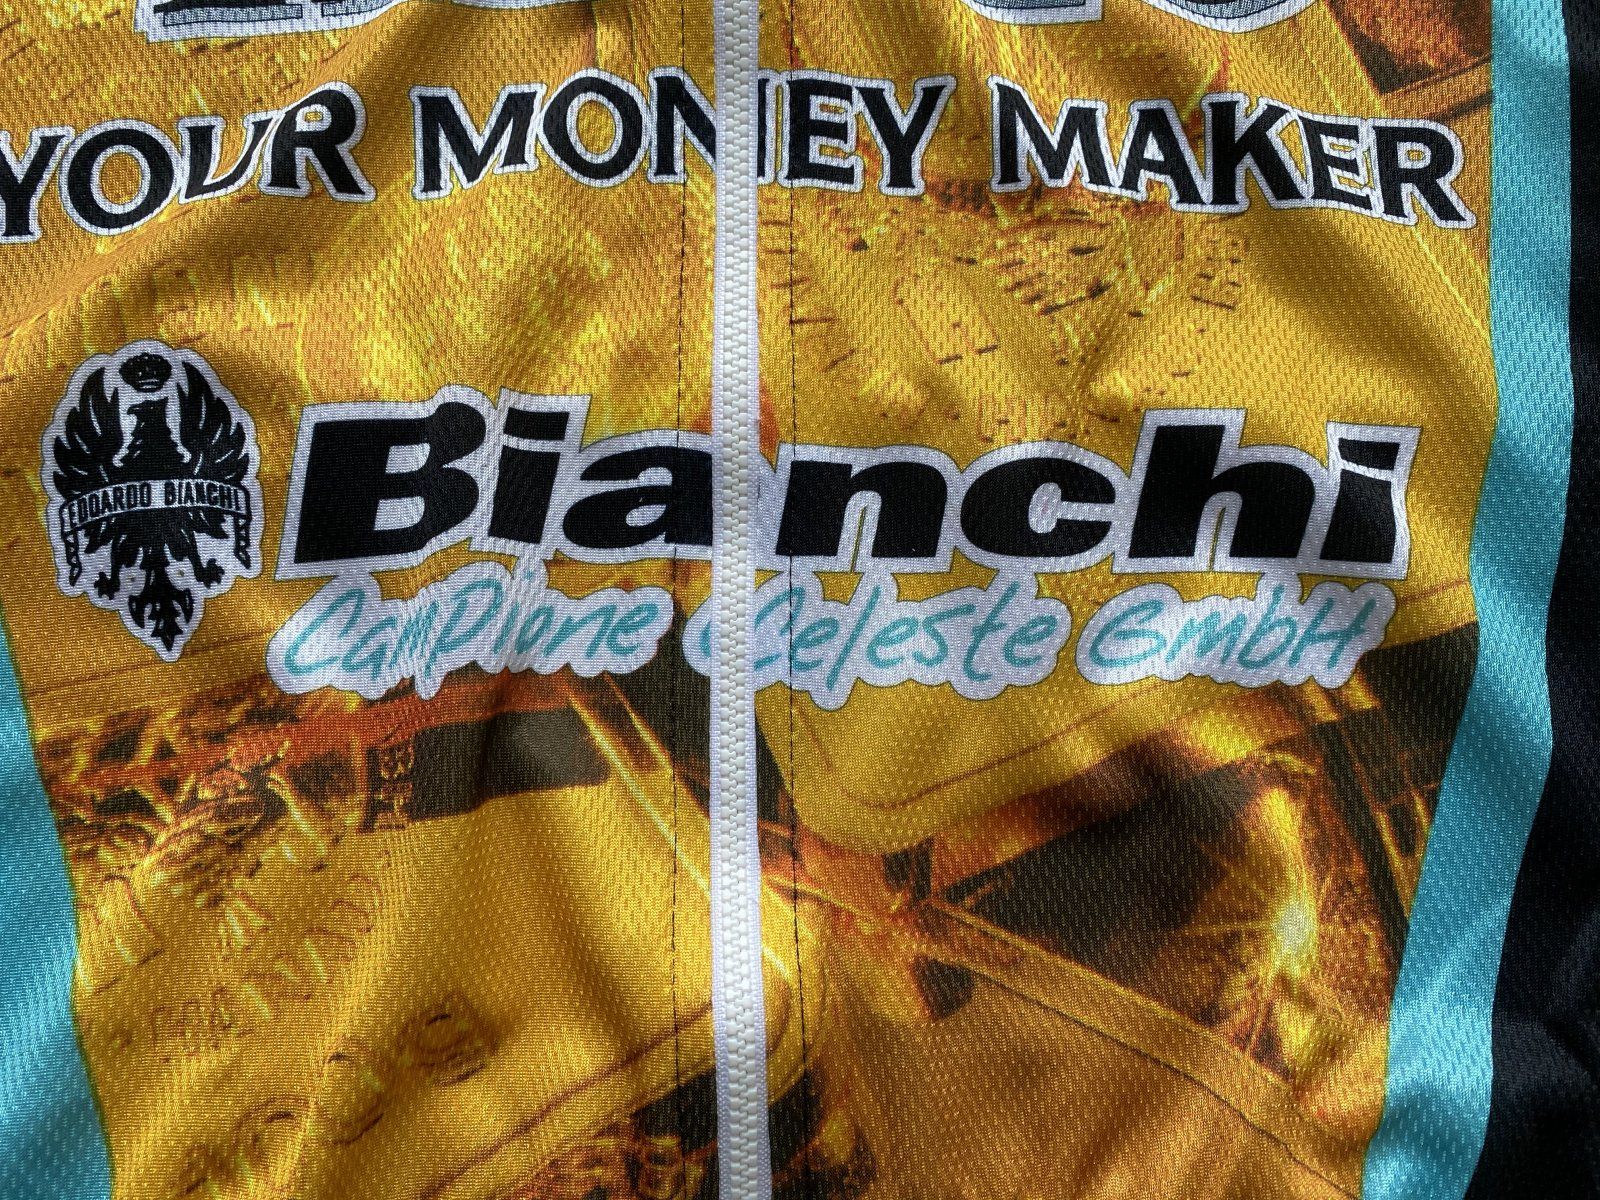 YOUR MONEY MAKER
EDOARDO BIANCHI
Bianchi
Campione Celeste GmbH